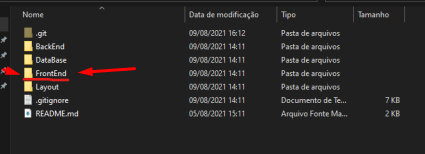 Nome Data de modificação Tipo Tamanho
.git 09/08/2021 16:12 Pasta de arquivos
BackEnd 09/08/2021 14:11 Pasta de arquivos
DataBase 09/08/2021 14:11 Pasta de arquivos
FrontEnd 09/08/2021 14:11 Pasta de arquivos
Layout 09/08/2021 14:11 Pasta de arquivos
.gitignore 09/08/2021 14:11 Documento de Te... 7 KB
README.md 05/08/2021 15:11 Arquivo Fonte Ma... 2 KB